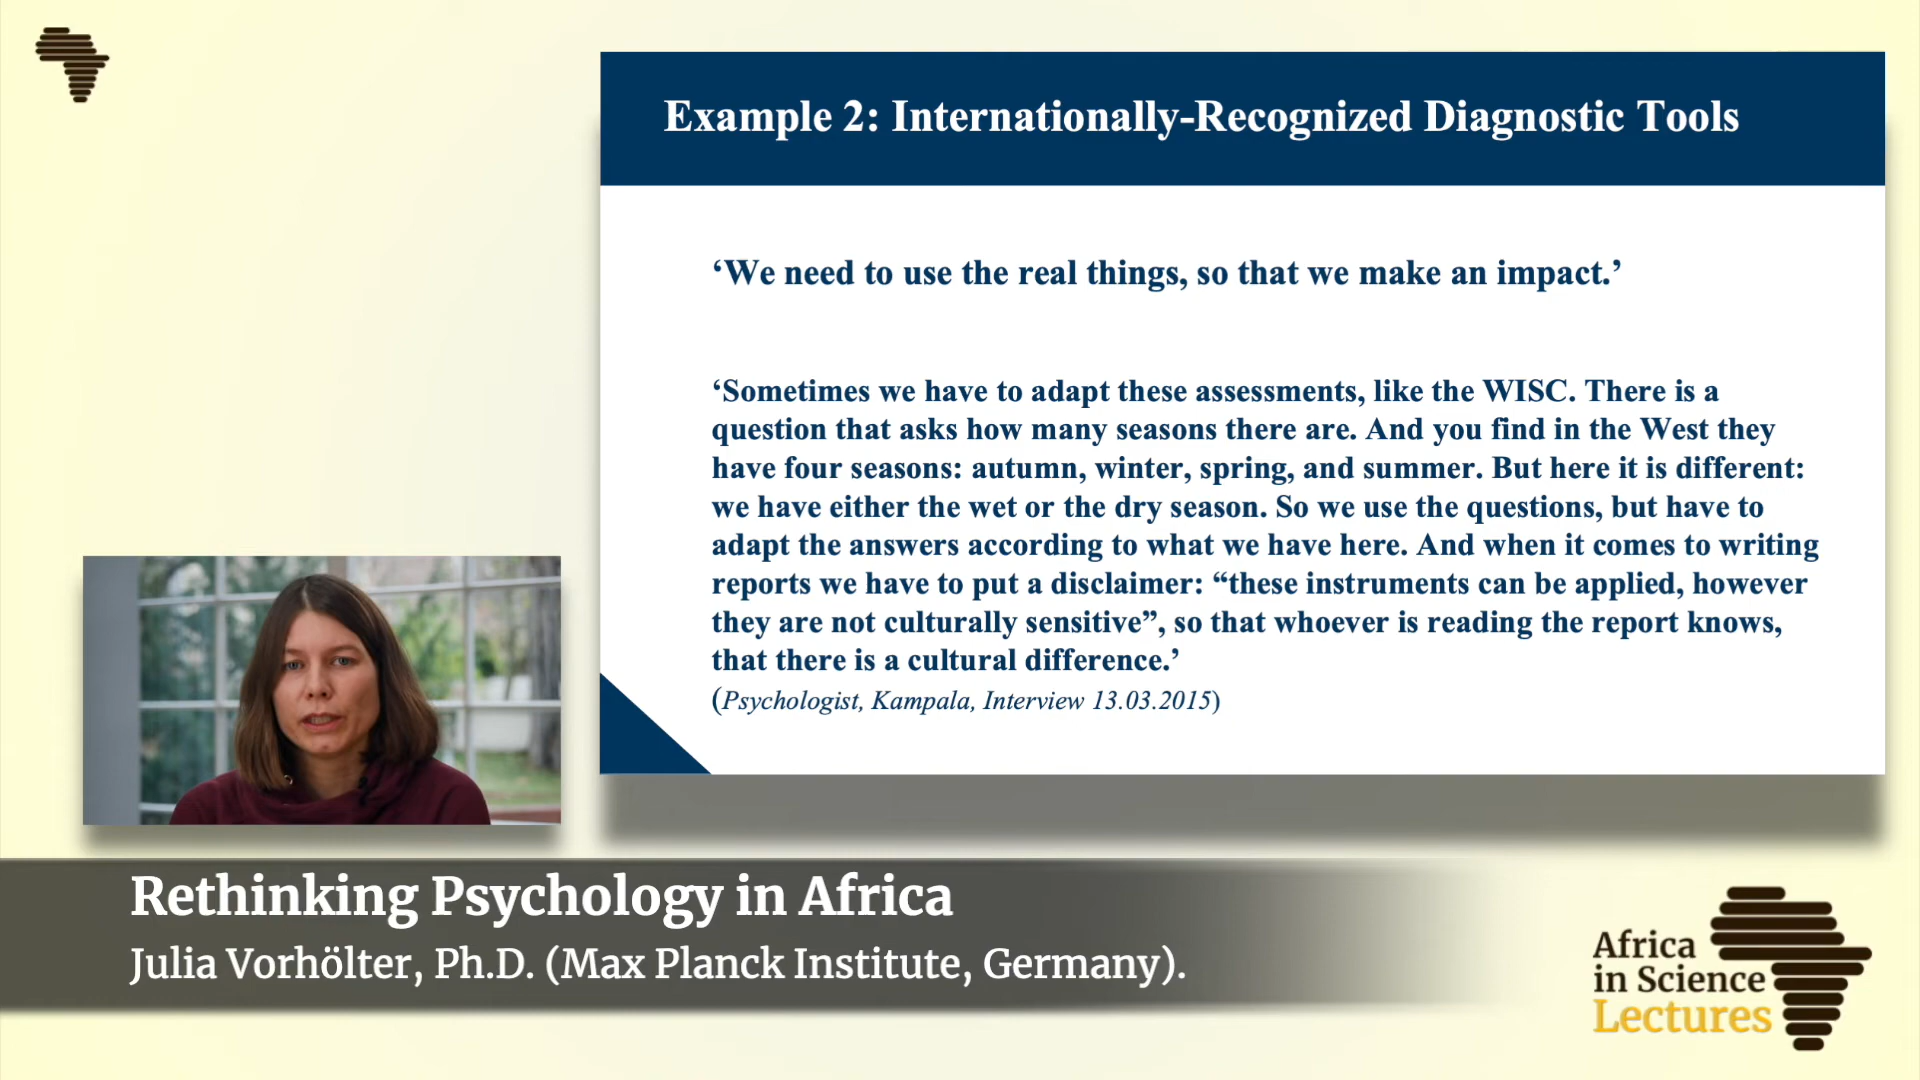 Example 2: Internationally-Recognized Diagnostic Tools
‘We need to use the real things, so that we make an impact.’
‘Sometimes we have to adapt these assessments, like the WISC. There is a
question that asks how many seasons there are. And you find in the West they
have four seasons: autumn, winter, spring, and summer. But here it is different:
we have either the wet or the dry season. So we use the questions, but have to
adapt the answers according to what we have here. And when it comes to writing
reports we have to put a disclaimer: “these instruments can be applied, however
they are not culturally sensitive”, so that whoever is reading the report knows,
that there is a cultural difference.’
(Psychologist, Kampala, Interview 13.03.2015)
Rethinking Psychology in Africa
Julia Vorhölter, Ph.D. (Max Planck Institute, Germany).
Africa
in Science
Lectures